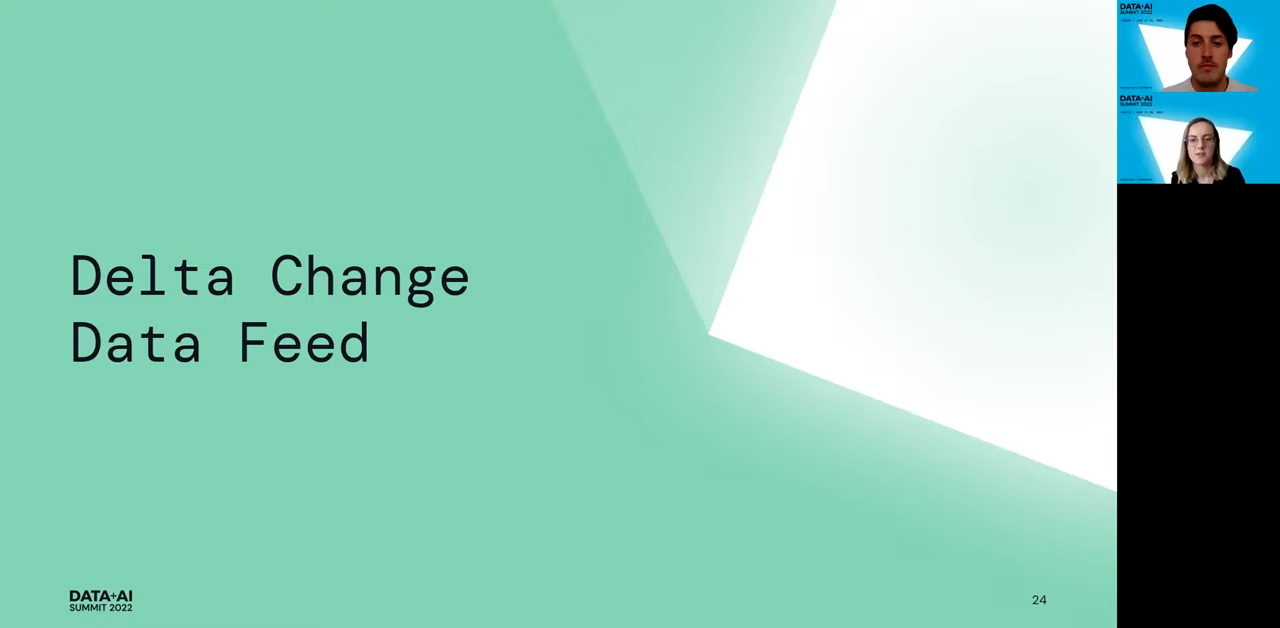 Delta Change
Data Feed
DATA+AI
SUMMIT 2022
24
DATA+AI
SUMMIT 2022
DATA+AI
SUMMIT 2022